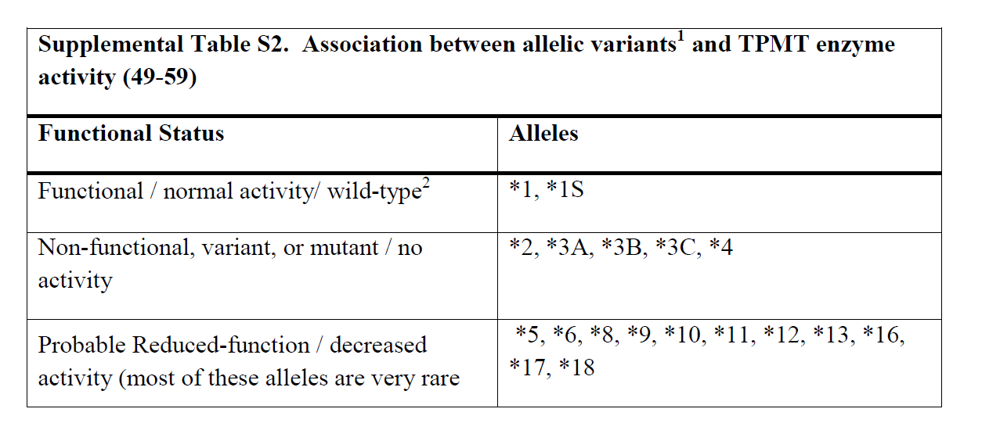 Supplemental Table S2.  Association between allelic variants1 and TPMT enzyme
activity (49-59)
Functional Status
Alleles
Functional / normal activity/ wild-type2
*1, *1S
Non-functional, variant, or mutant / no
activity
*2, *3A, *3B, *3C, *4
Probable Reduced-function / decreased
activity (most of these alleles are very rare
*5, *6, *8, *9, *10, *11, *12, *13, *16,
*17, *18